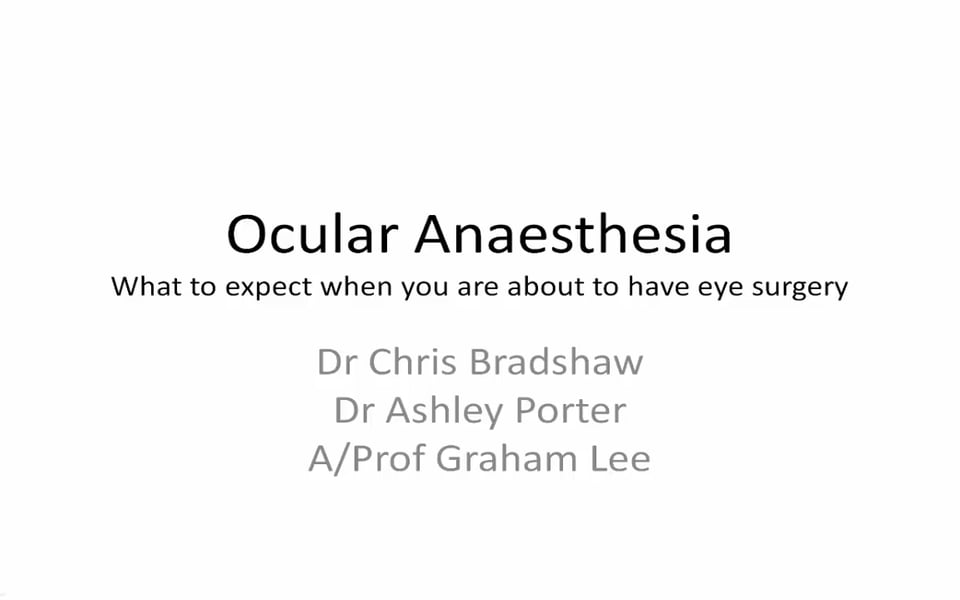 Ocular Anaesthesia
What to expect when you are about to have eye surgery
Dr Chris Bradshaw
Dr Ashley Porter
A/Prof Graham Lee